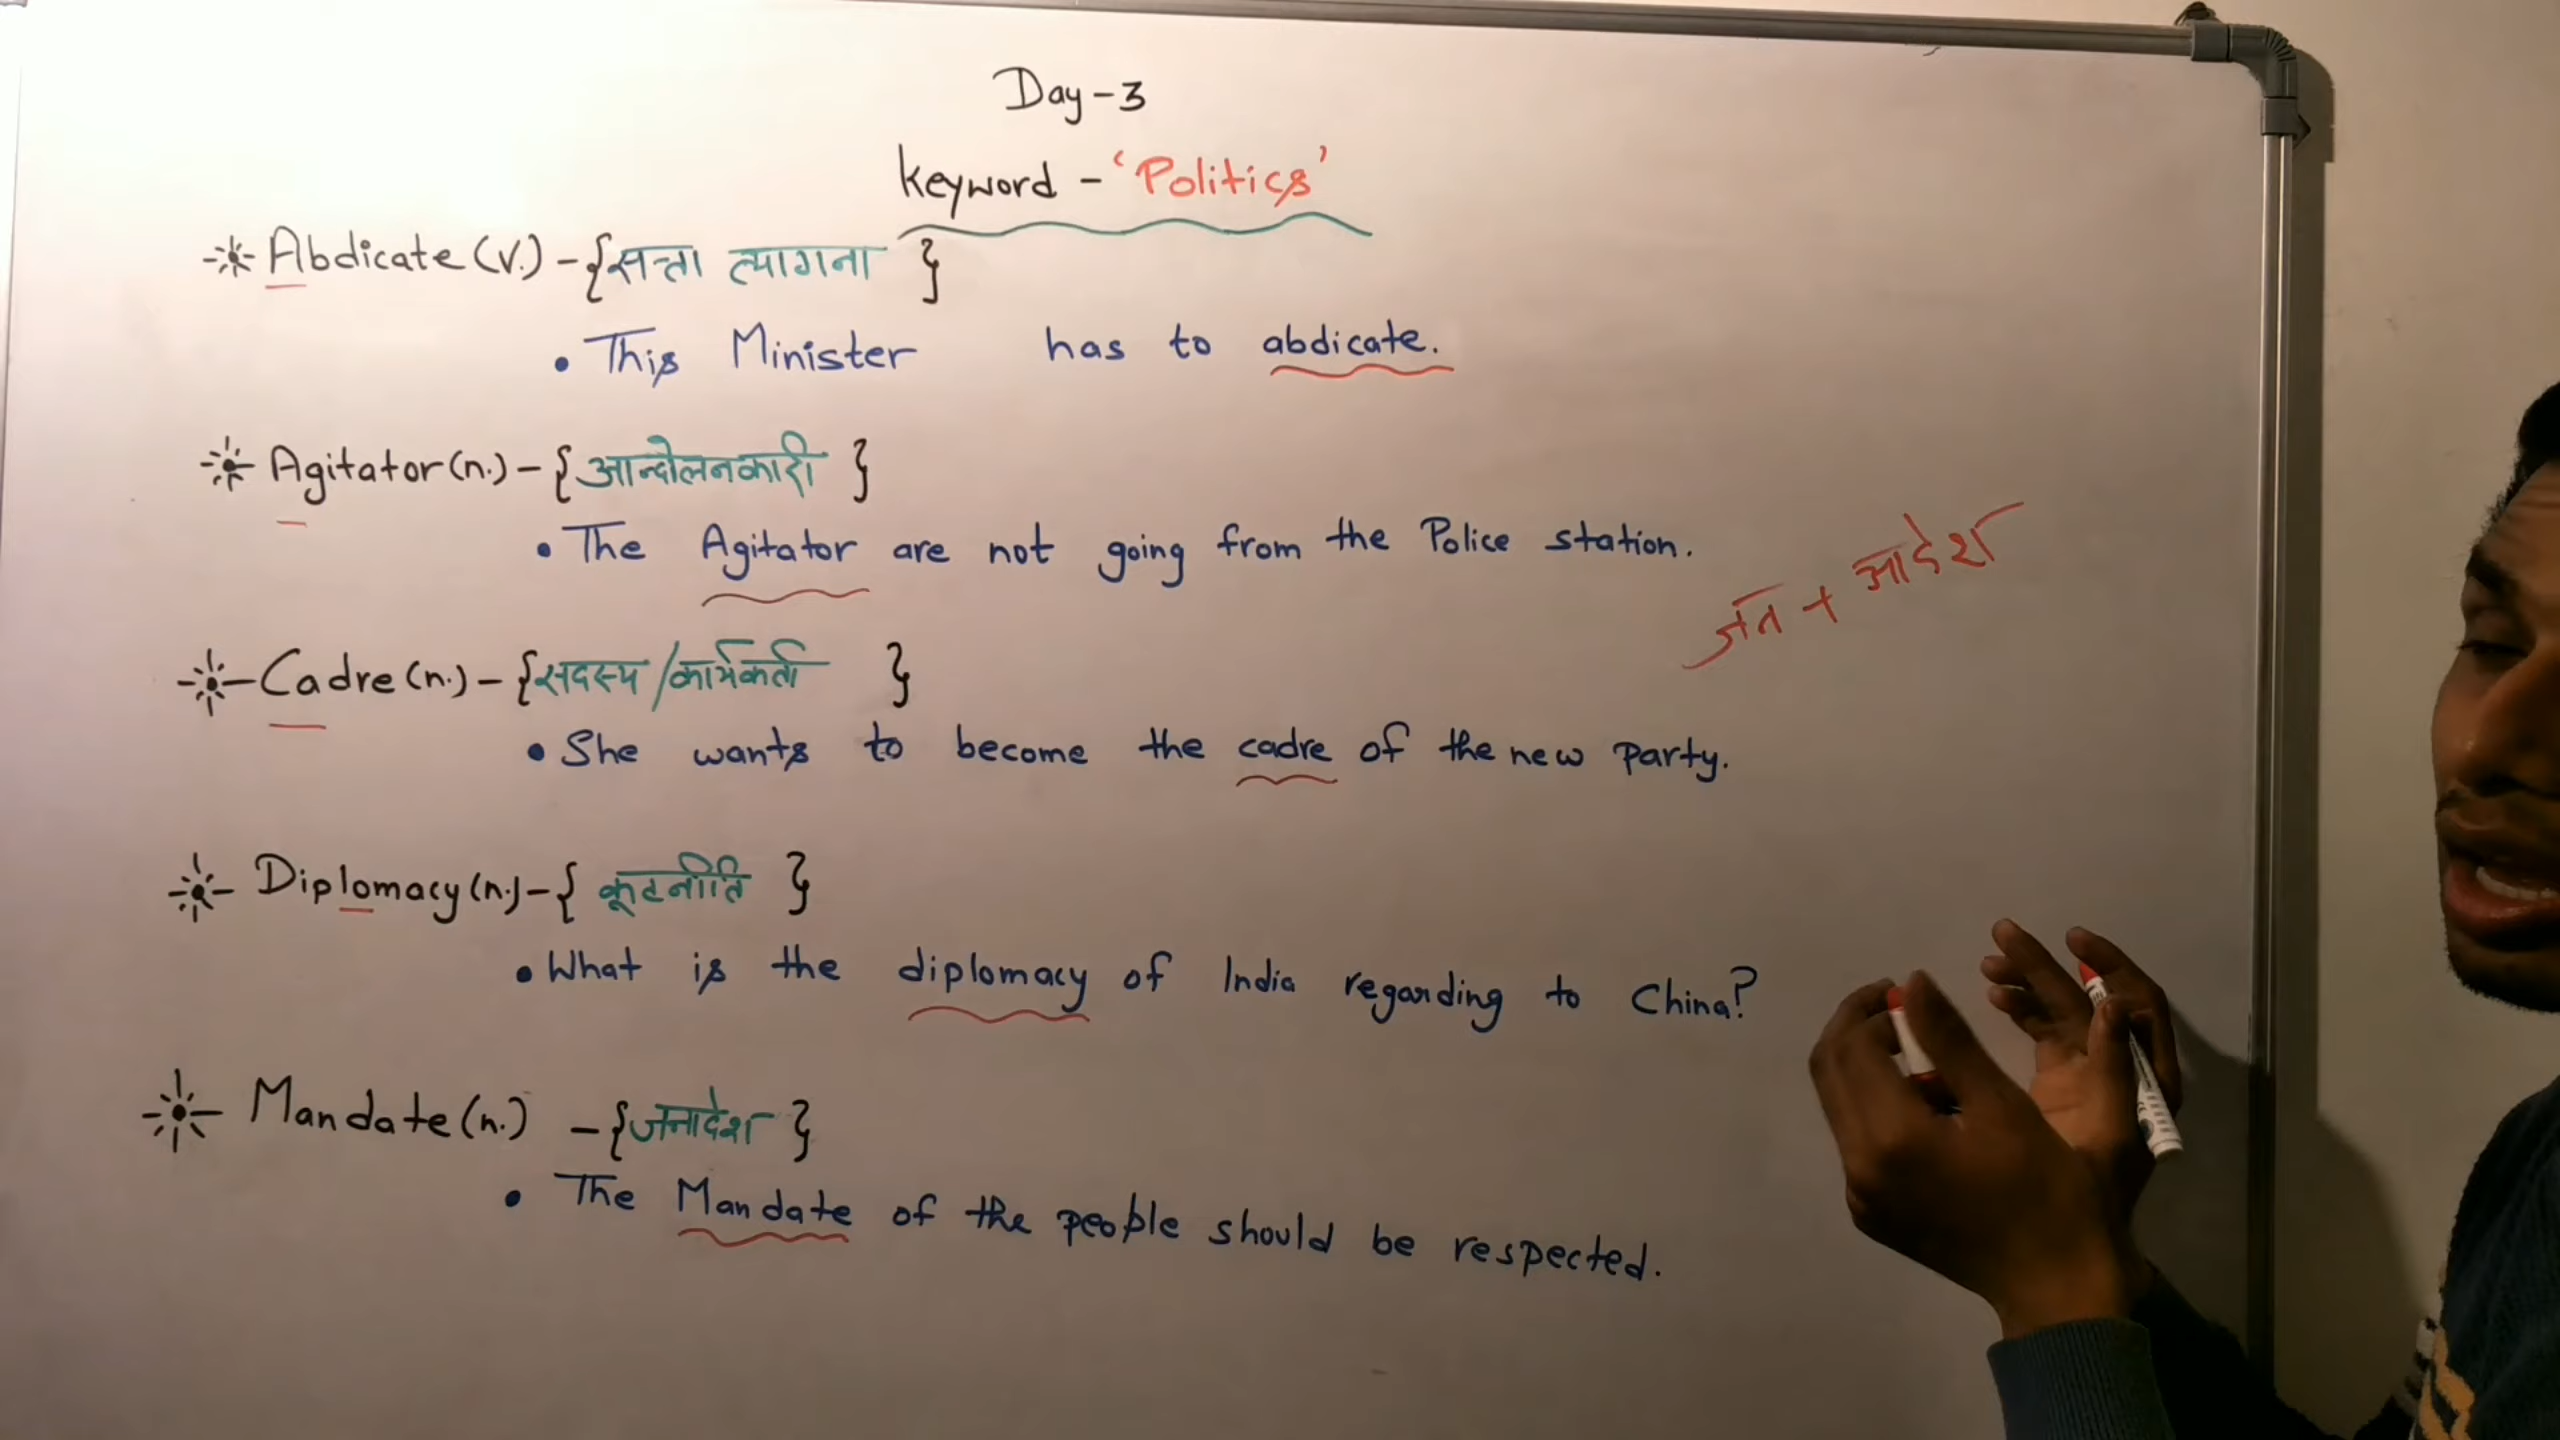 Day-3
Keyword - 'Politics'
Abdicate (v.) - {सत्ता त्यागना }
• This Minister has to abdicate.
Agitator (n.) - {आन्दोलनकारी }
• The Agitator are not going from the Police station.
जन + आदेश
Cadre (n.) - {सदस्य/कार्यकर्ता }
• She wants to become the cadre of the new party.
Diplomacy (n.) - { कूटनीति }
• What is the diplomacy of India regarding to China?
Mandate (n.) - {जनादेश }
• The Mandate of the people should be respected.